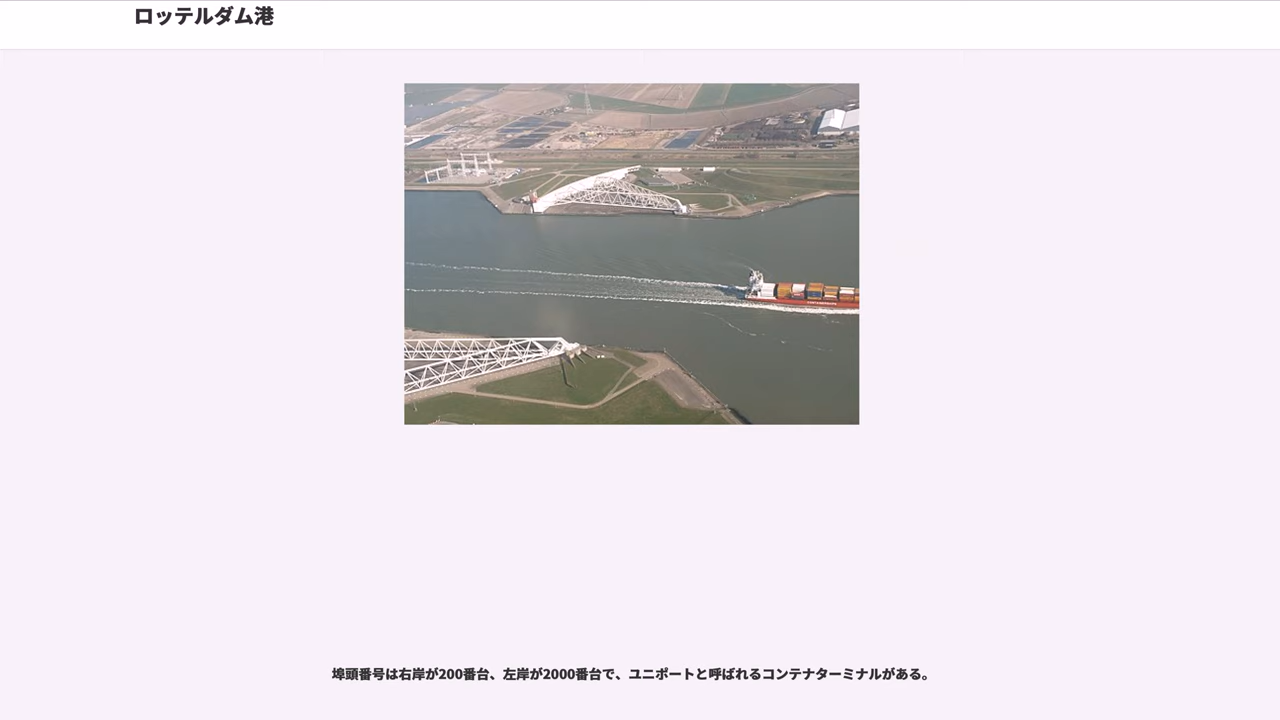 ロッテルダム港
埠頭番号は右岸が200番台、左岸が2000番台で、ユニポートと呼ばれるコンテナターミナルがある。